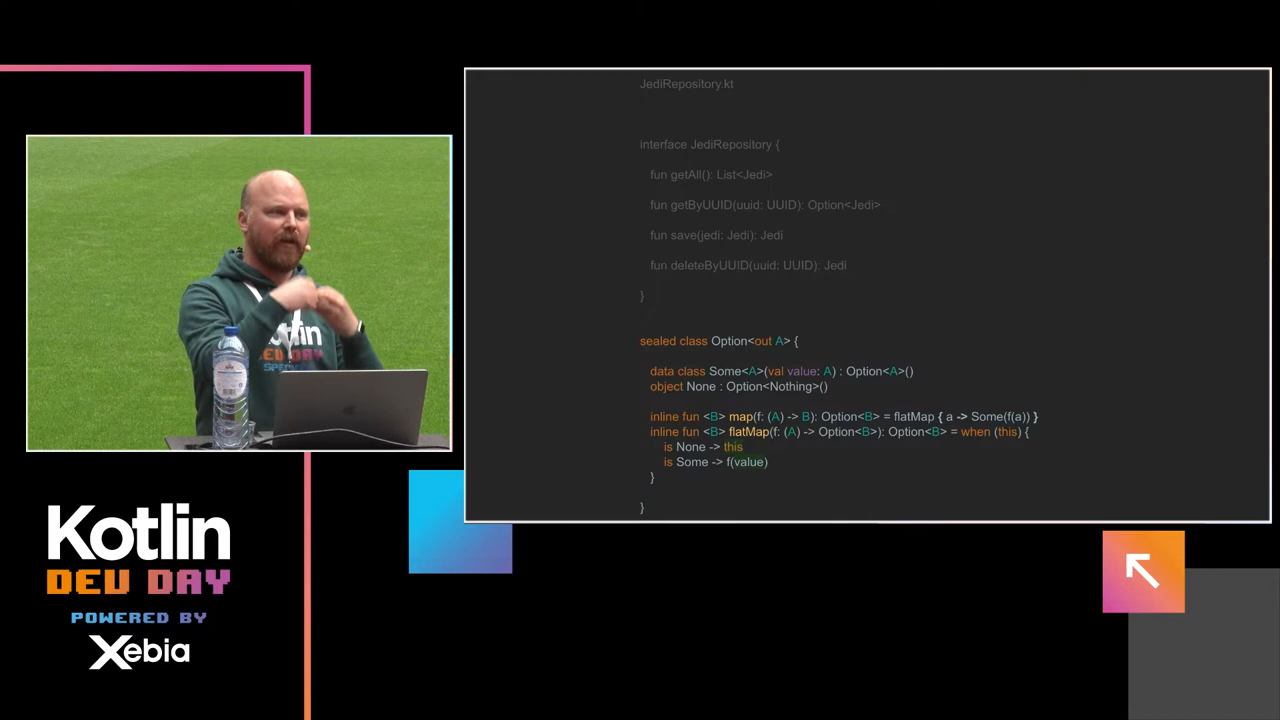 JediRepository.kt
interface JediRepository {
fun getAll(): List<Jedi>
fun getByUUID(uuid: UUID): Option<Jedi>
fun save(jedi: Jedi): Jedi
fun deleteByUUID(uuid: UUID): Jedi
}
sealed class Option<out A> {
data class Some<A>(val value: A) : Option<A>()
object None : Option<Nothing>()
inline fun <B> map(f: (A) -> B): Option<B> = flatMap { a -> Some(f(a)) }
inline fun <B> flatMap(f: (A) -> Option<B>): Option<B> = when (this) {
is None -> this
is Some -> f(value)
}
}
Kotlin
DEV DAY
Kotlin
DEV DAY
POWERED BY
Xebia